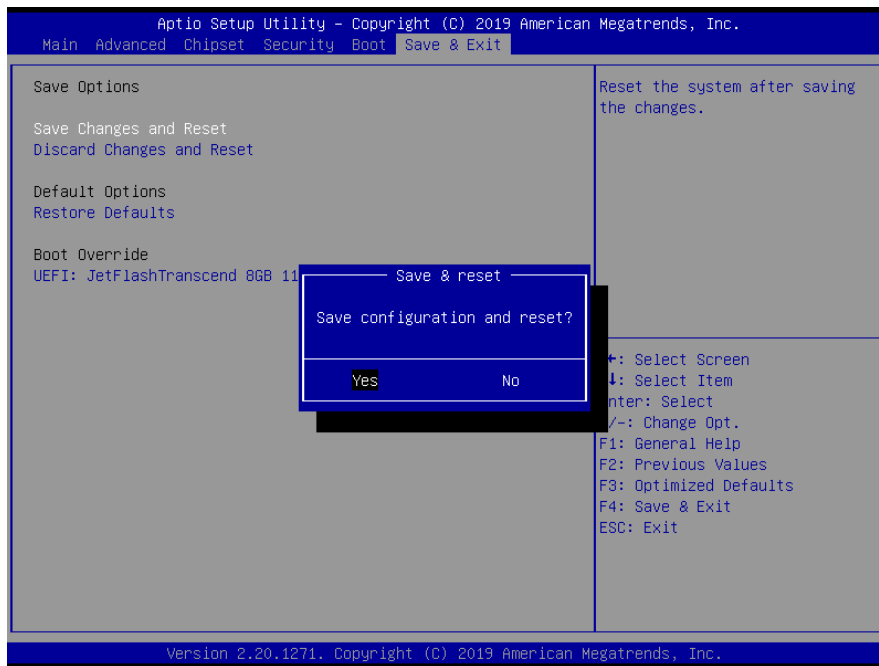 Aptio Setup Utility – Copyright (C) 2019 American Megatrends, Inc.
Main Advanced Chipset Security Boot Save & Exit
Save Options
Save Changes and Reset
Discard Changes and Reset
Default Options
Restore Defaults
Boot Override
UEFI: JetFlashTranscend 8GB 11
Reset the system after saving
the changes.
Save & reset
Save configuration and reset?
Yes No
: Select Screen
: Select Item
nter: Select
/-: Change Opt.
F1: General Help
F2: Previous Values
F3: Optimized Defaults
F4: Save & Exit
ESC: Exit
Version 2.20.1271. Copyright (C) 2019 American Megatrends, Inc.